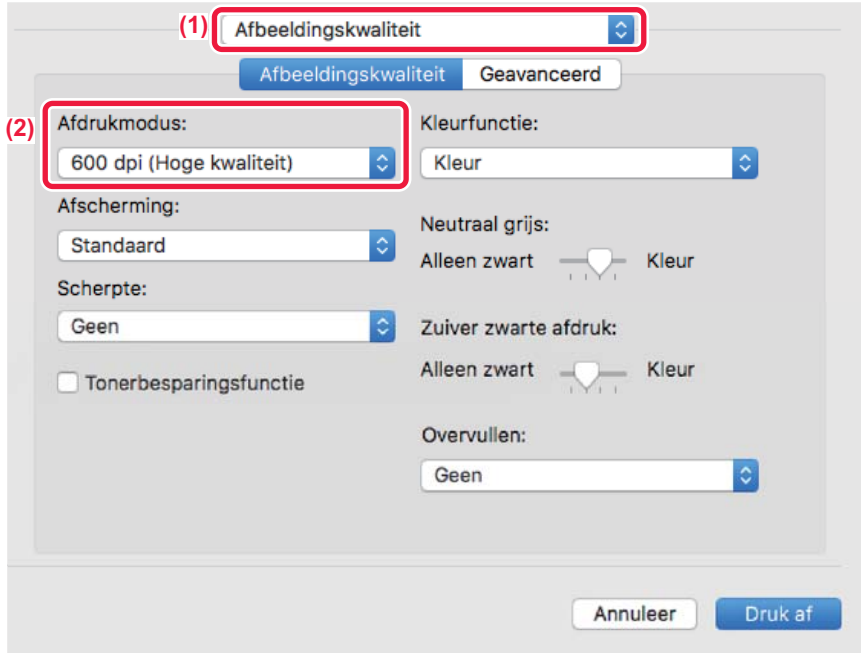 (1) Afbeeldingskwaliteit
Afbeeldingskwaliteit Geavanceerd
(2) Afdrukmodus:
600 dpi (Hoge kwaliteit)
Afscherming:
Standaard
Scherpte:
Geen
Tonerbesparingsfunctie
Kleurfunctie:
Kleur
Neutraal grijs:
Alleen zwart Kleur
Zuiver zwarte afdruk:
Alleen zwart Kleur
Overvullen:
Geen
Annuleer Druk af